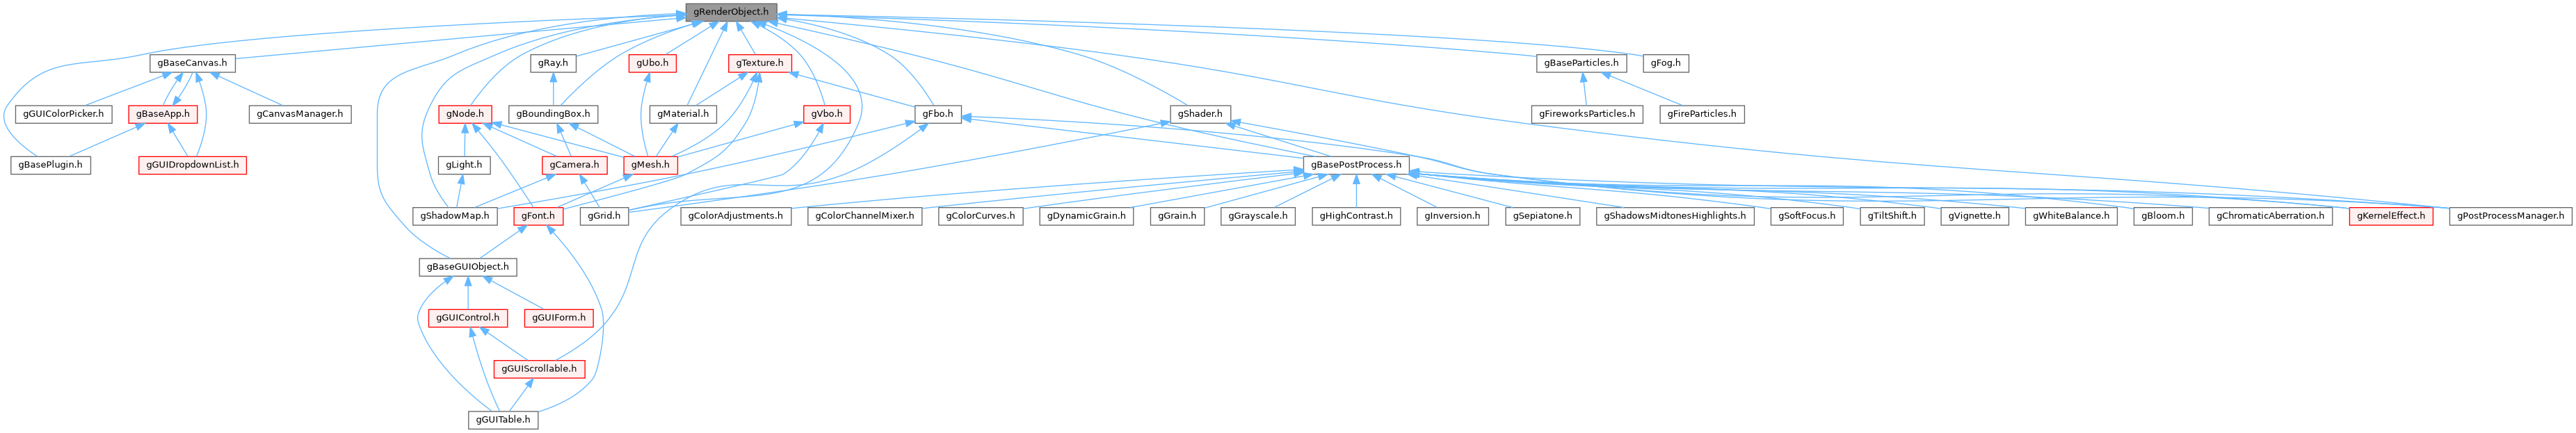 gRenderObject.h
gBaseCanvas.h
gRay.h
gUbo.h
gTexture.h
gBaseParticles.h
gFog.h
gGUIColorPicker.h
gBaseApp.h
gCanvasManager.h
gNode.h
gBoundingBox.h
gMaterial.h
gVbo.h
gFbo.h
gShader.h
gFireworksParticles.h
gFireParticles.h
gBasePlugin.h
gGUIDropdownList.h
gLight.h
gCamera.h
gMesh.h
gBasePostProcess.h
gShadowMap.h
gFont.h
gGrid.h
gColorAdjustments.h
gColorChannelMixer.h
gColorCurves.h
gDynamicGrain.h
gGrain.h
gGrayscale.h
gHighContrast.h
gInversion.h
gSepiatone.h
gShadowsMidtonesHighlights.h
gSoftFocus.h
gTiltShift.h
gVignette.h
gWhiteBalance.h
gBloom.h
gChromaticAberration.h
gKernelEffect.h
gPostProcessManager.h
gBaseGUIObject.h
gGUIControl.h
gGUIForm.h
gGUIScrollable.h
gGUITable.h